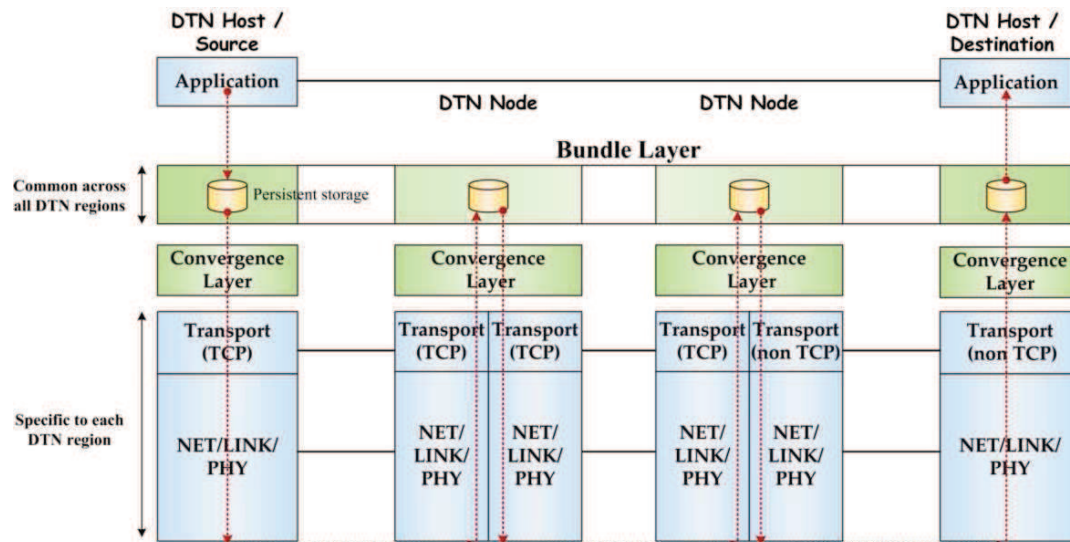 DTN Host /
Source
DTN Host /
Destination
Application
Application
DTN Node
DTN Node
Bundle Layer
Common across
all DTN regions
Persistent storage
Convergence
Layer
Convergence
Layer
Convergence
Layer
Convergence
Layer
Transport
(TCP)
Transport
(TCP)
Transport
(TCP)
Transport
(TCP)
Transport
(non TCP)
Transport
(non TCP)
Specific to each
DTN region
NET/LINK/
PHY
NET/
LINK/
PHY
NET/
LINK/
PHY
NET/
LINK/
PHY
NET/
LINK/
PHY
NET/LINK/
PHY